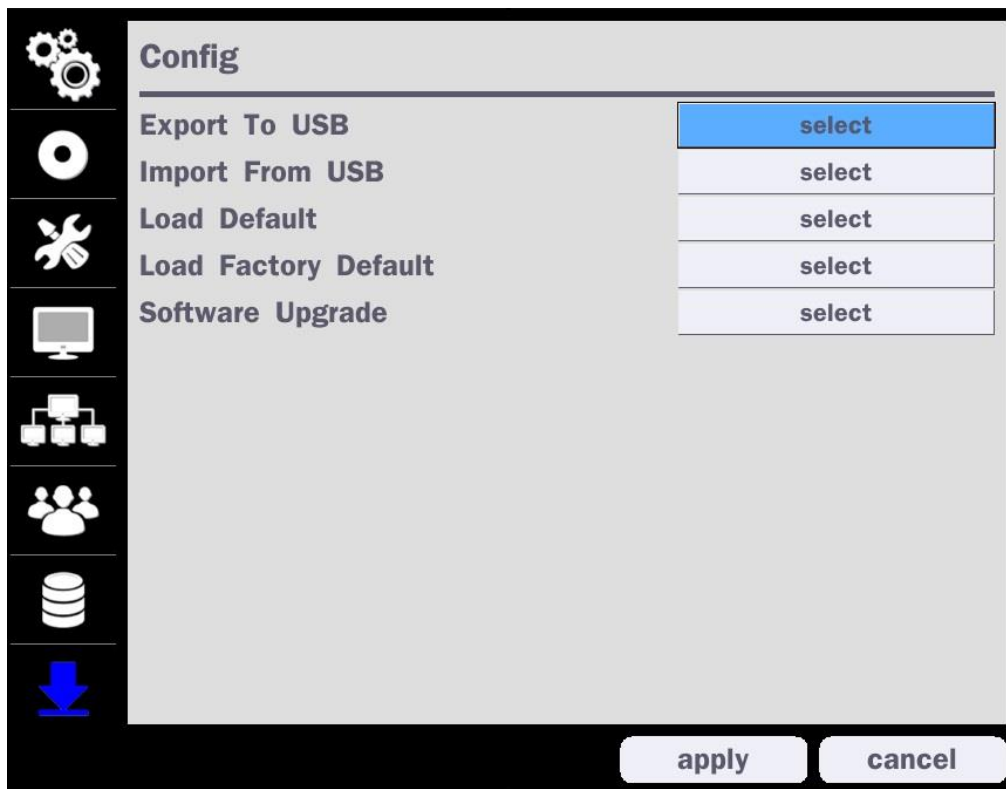 Config
Export To USB select
Import From USB select
Load Default select
Load Factory Default select
Software Upgrade select
apply cancel